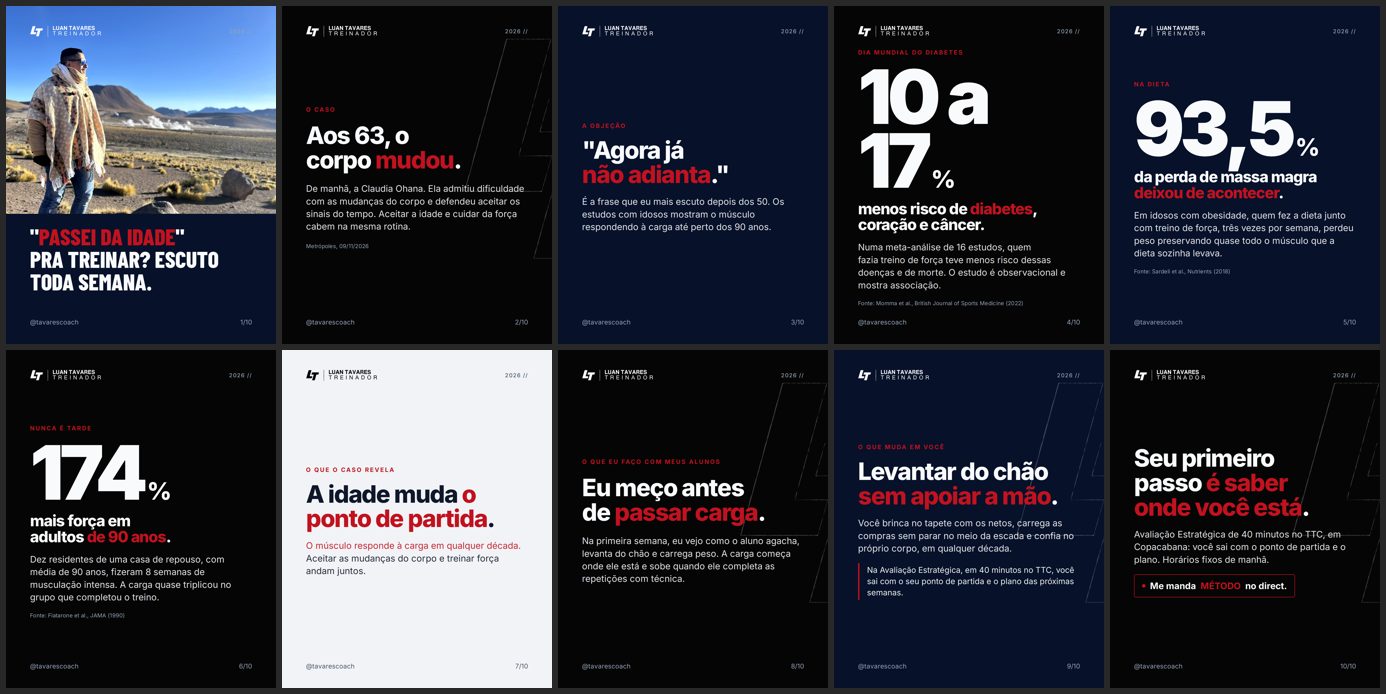 LT | LUAN TAVARES
TREINADOR
2026 //
"PASSEI DA IDADE"
PRA TREINAR? ESCUTO
TODA SEMANA.
@tavarescoach
1/10
LT | LUAN TAVARES
TREINADOR
2026 //
O CASO
Aos 63, o
corpo mudou.
De manhã, a Claudia Ohana. Ela admitiu dificuldade
com as mudanças do corpo e defendeu aceitar os
sinais do tempo. Aceitar a idade e cuidar da força
cabem na mesma rotina.
Metrópoles, 09/11/2026
@tavarescoach
2/10
LT | LUAN TAVARES
TREINADOR
2026 //
A OBJEÇÃO
"Agora já
não adianta."
É a frase que eu mais escuto depois dos 50. Os
estudos com idosos mostram o músculo
respondendo à carga até perto dos 90 anos.
@tavarescoach
3/10
LT | LUAN TAVARES
TREINADOR
2026 //
DIA MUNDIAL DO DIABETES
10 a
17 %
menos risco de diabetes,
coração e câncer.
Numa meta-análise de 16 estudos, quem
fazia treino de força teve menos risco dessas
doenças e de morte. O estudo é observacional e
mostra associação.
Fonte: Momma et al., British Journal of Sports Medicine (2022)
@tavarescoach
4/10
LT | LUAN TAVARES
TREINADOR
2026 //
NA DIETA
93,5%
da perda de massa magra
deixou de acontecer.
Em idosos com obesidade, quem fez a dieta junto
com treino de força, três vezes por semana, perdeu
peso preservando quase todo o músculo que a
dieta sozinha levava.
Fonte: Sardeli et al., Nutrients (2018)
@tavarescoach
5/10
LT | LUAN TAVARES
TREINADOR
2026 //
NUNCA É TARDE
174%
mais força em
adultos de 90 anos.
Dez residentes de uma casa de repouso, com
média de 90 anos, fizeram 8 semanas de
musculação intensa. A carga quase triplicou no
grupo que completou o treino.
Fonte: Fiatarone et al., JAMA (1990)
@tavarescoach
6/10
LT | LUAN TAVARES
TREINADOR
2026 //
O QUE O CASO REVELA
A idade muda o
ponto de partida.
O músculo responde à carga em qualquer década.
Aceitar as mudanças do corpo e treinar força
andam juntos.
@tavarescoach
7/10
LT | LUAN TAVARES
TREINADOR
2026 //
O QUE EU FAÇO COM MEUS ALUNOS
Eu meço antes
de passar carga.
Na primeira semana, eu vejo como o aluno agacha,
levanta do chão e carrega peso. A carga começa
onde ele está e sobe quando ele completa as
repetições com técnica.
@tavarescoach
8/10
LT | LUAN TAVARES
TREINADOR
2026 //
O QUE MUDA EM VOCÊ
Levantar do chão
sem apoiar a mão.
Você brinca no tapete com os netos, carrega as
compras sem parar no meio da escada e confia no
próprio corpo, em qualquer década.
Na Avaliação Estratégica, em 40 minutos no TTC, você
sai com o seu ponto de partida e o plano das próximas
semanas.
@tavarescoach
9/10
LT | LUAN TAVARES
TREINADOR
2026 //
Seu primeiro
passo é saber
onde você está.
Avaliação Estratégica de 40 minutos no TTC, em
Copacabana: você sai com o ponto de partida e o
plano. Horários fixos de manhã.
• Me manda MÉTODO no direct.
@tavarescoach
10/10